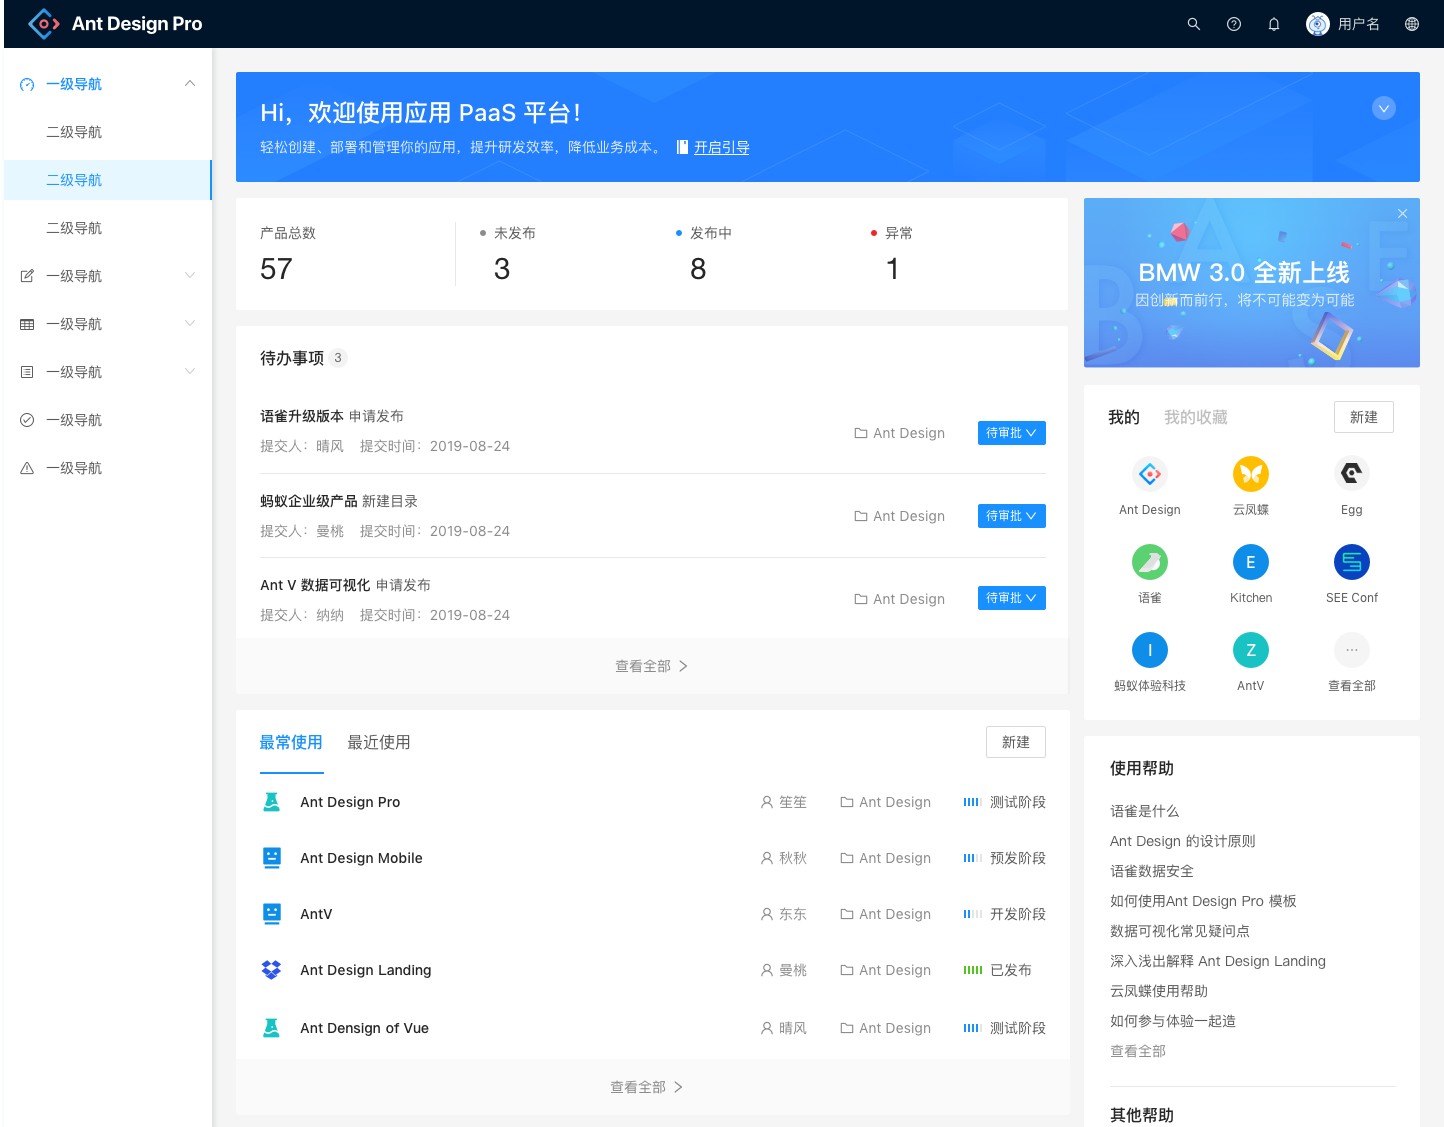 Ant Design Pro
用户名
一级导航
二级导航
二级导航
二级导航
一级导航
一级导航
一级导航
一级导航
一级导航
Hi，欢迎使用应用 PaaS 平台！
轻松创建、部署和管理你的应用，提升研发效率，降低业务成本。 开启引导
产品总数
57
未发布
3
发布中
8
异常
1
待办事项 3
语雀升级版本 申请发布
提交人：晴风 提交时间：2019-08-24
Ant Design
待审批
蚂蚁企业级产品 新建目录
提交人：曼桃 提交时间：2019-08-24
Ant Design
待审批
Ant V 数据可视化 申请发布
提交人：纳纳 提交时间：2019-08-24
Ant Design
待审批
查看全部
最常使用 最近使用 新建
Ant Design Pro 笙笙 Ant Design 测试阶段
Ant Design Mobile 秋秋 Ant Design 预发阶段
AntV 东东 Ant Design 开发阶段
Ant Design Landing 曼桃 Ant Design 已发布
Ant Densign of Vue 晴风 Ant Design 测试阶段
查看全部
BMW 3.0 全新上线
因创新而前行，将不可能变为可能
我的 我的收藏 新建
Ant Design 云凤蝶 Egg
E
语雀 Kitchen SEE Conf
I Z
蚂蚁体验科技 AntV 查看全部
使用帮助
语雀是什么
Ant Design 的设计原则
语雀数据安全
如何使用Ant Design Pro 模板
数据可视化常见疑问点
深入浅出解释 Ant Design Landing
云凤蝶使用帮助
如何参与体验一起造
查看全部
其他帮助